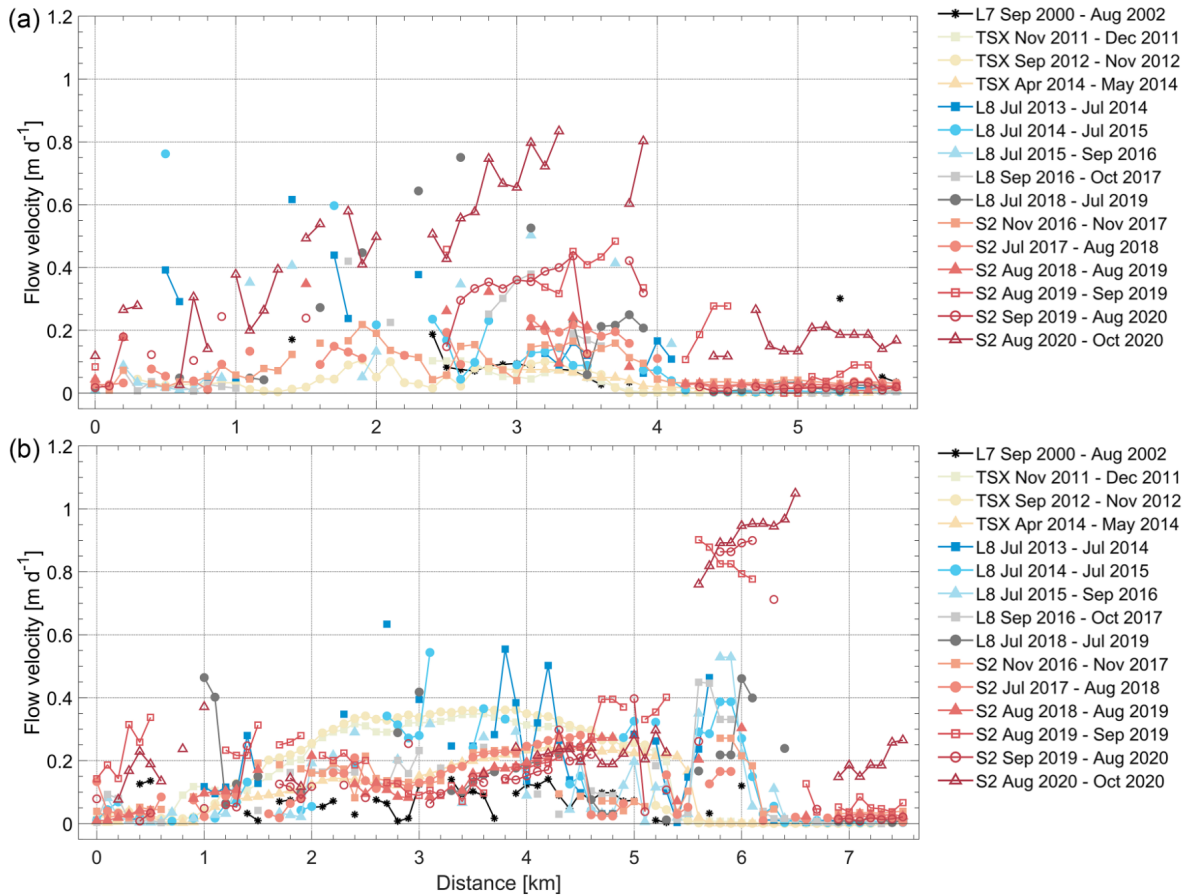 (a)
1.2
1
0.8
0.6
0.4
0.2
0
Flow velocity [m d⁻¹]
0 1 2 3 4 5
L7 Sep 2000 - Aug 2002
TSX Nov 2011 - Dec 2011
TSX Sep 2012 - Nov 2012
TSX Apr 2014 - May 2014
L8 Jul 2013 - Jul 2014
L8 Jul 2014 - Jul 2015
L8 Jul 2015 - Sep 2016
L8 Sep 2016 - Oct 2017
L8 Jul 2018 - Jul 2019
S2 Nov 2016 - Nov 2017
S2 Jul 2017 - Aug 2018
S2 Aug 2018 - Aug 2019
S2 Aug 2019 - Sep 2019
S2 Sep 2019 - Aug 2020
S2 Aug 2020 - Oct 2020
(b)
1.2
1
0.8
0.6
0.4
0.2
0
Flow velocity [m d⁻¹]
0 1 2 3 4 5 6 7
Distance [km]
L7 Sep 2000 - Aug 2002
TSX Nov 2011 - Dec 2011
TSX Sep 2012 - Nov 2012
TSX Apr 2014 - May 2014
L8 Jul 2013 - Jul 2014
L8 Jul 2014 - Jul 2015
L8 Jul 2015 - Sep 2016
L8 Sep 2016 - Oct 2017
L8 Jul 2018 - Jul 2019
S2 Nov 2016 - Nov 2017
S2 Jul 2017 - Aug 2018
S2 Aug 2018 - Aug 2019
S2 Aug 2019 - Sep 2019
S2 Sep 2019 - Aug 2020
S2 Aug 2020 - Oct 2020